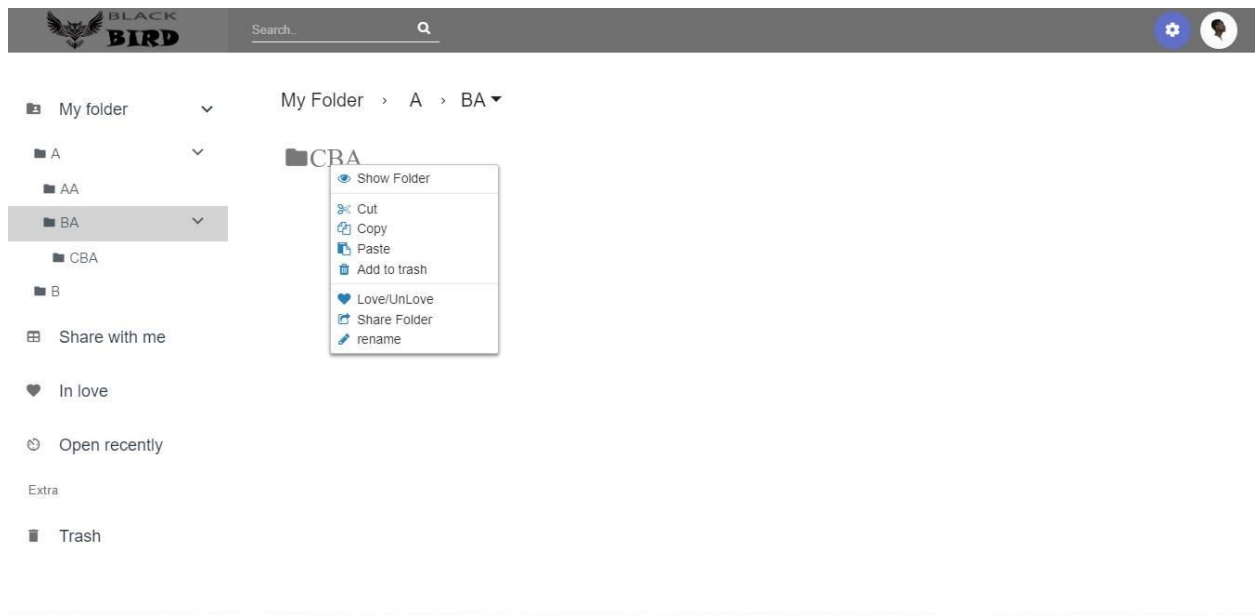 BLACK
BIRD
Search..
My folder
A
AA
BA
CBA
B
Share with me
In love
Open recently
Extra
Trash
My Folder › A › BA
CBA
Show Folder
Cut
Copy
Paste
Add to trash
Love/UnLove
Share Folder
rename